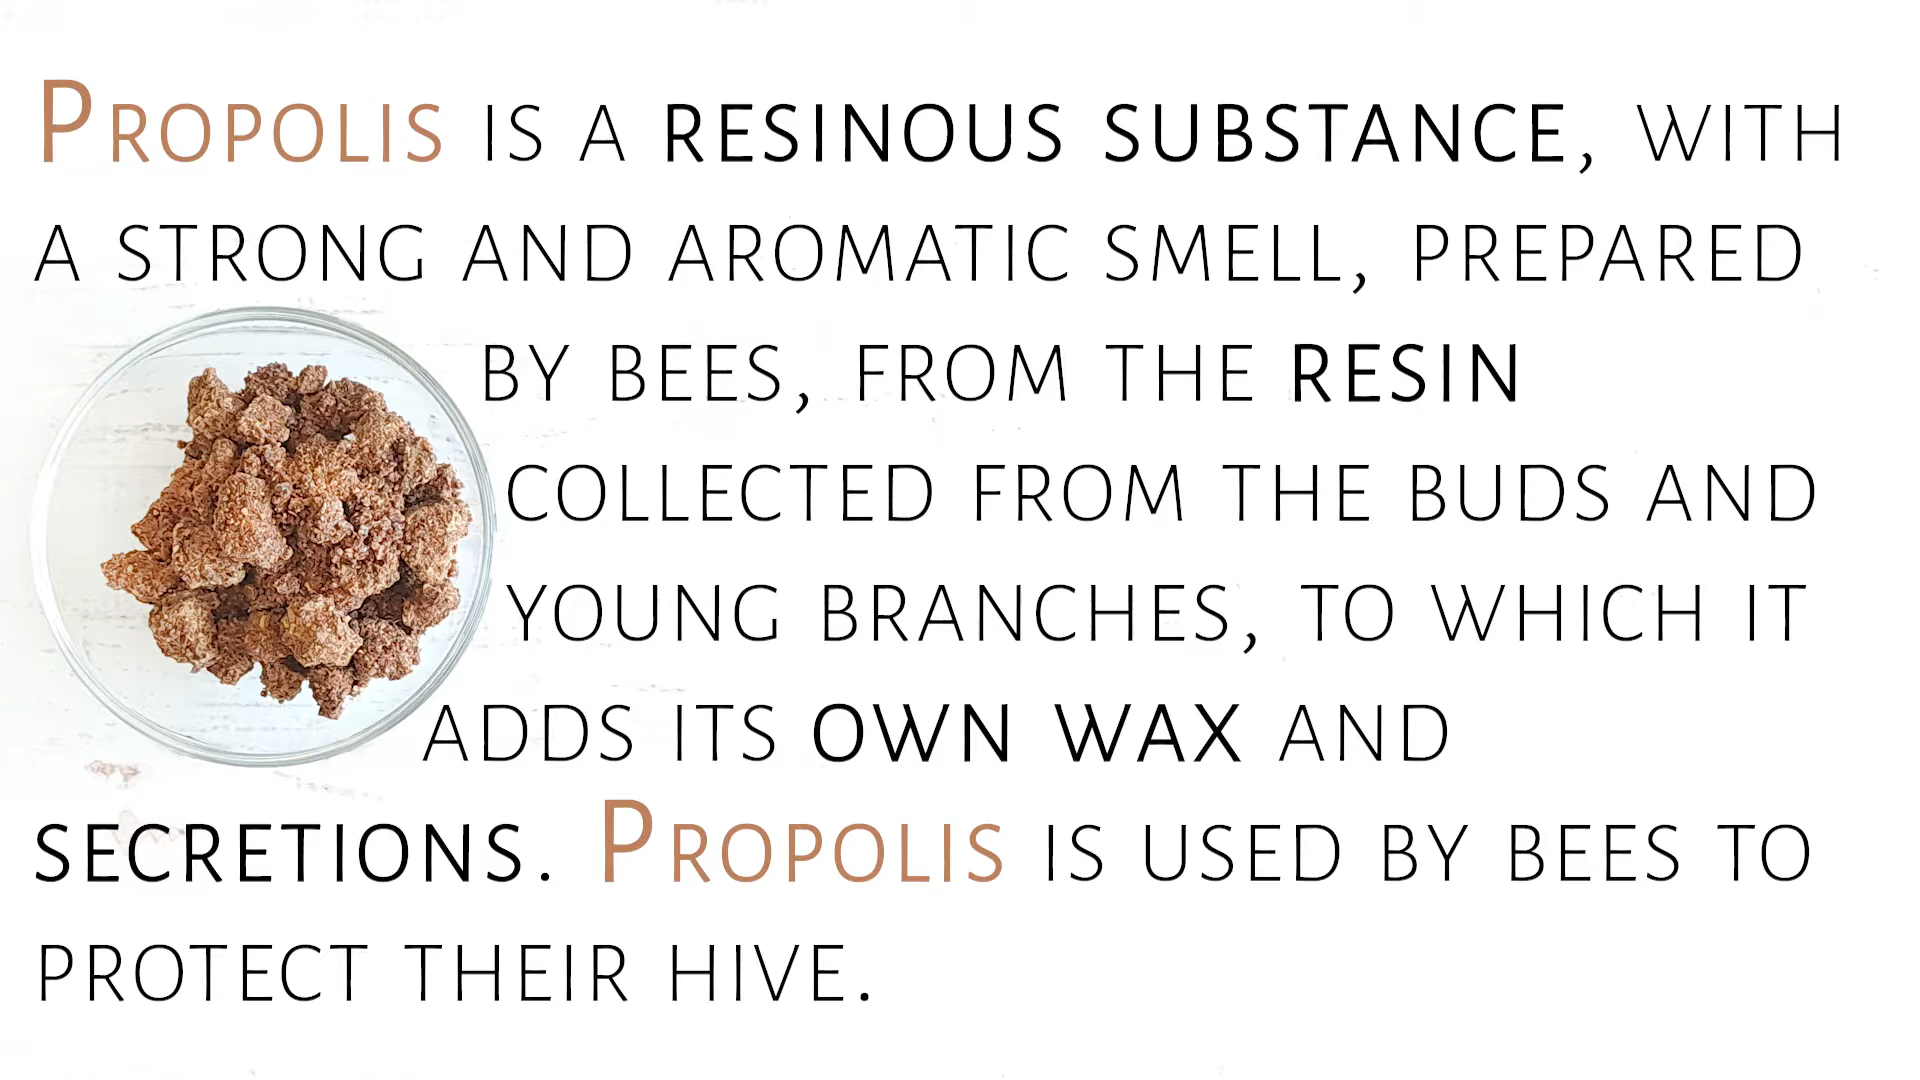 Propolis is a resinous substance, with
a strong and aromatic smell, prepared
by bees, from the resin
collected from the buds and
young branches, to which it
adds its own wax and
secretions. Propolis is used by bees to
protect their hive.